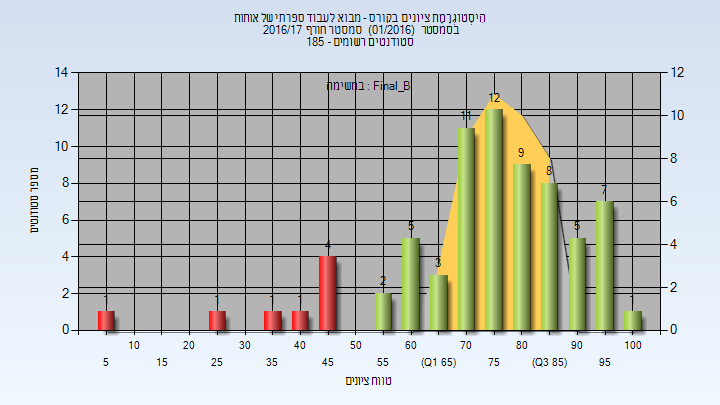 היסטוגרמת ציונים בקורס - מבוא לעבוד ספרתי של אותות
בסמסטר (01/2016) סמסטר חורף 2016/17
סטודנטים רשומים - 185
במשימה : Final_B
14 12 10 8 6 4 2 0
12 10 8 6 4 2 0
מספר סטודנטים
1 1 1 1 4 2 5 3 11 12 9 8 5 7 1
10 20 30 40 50 60 70 80 90 100
5 15 25 35 45 55 (Q1 65) 75 (Q3 85) 95
טווח ציונים